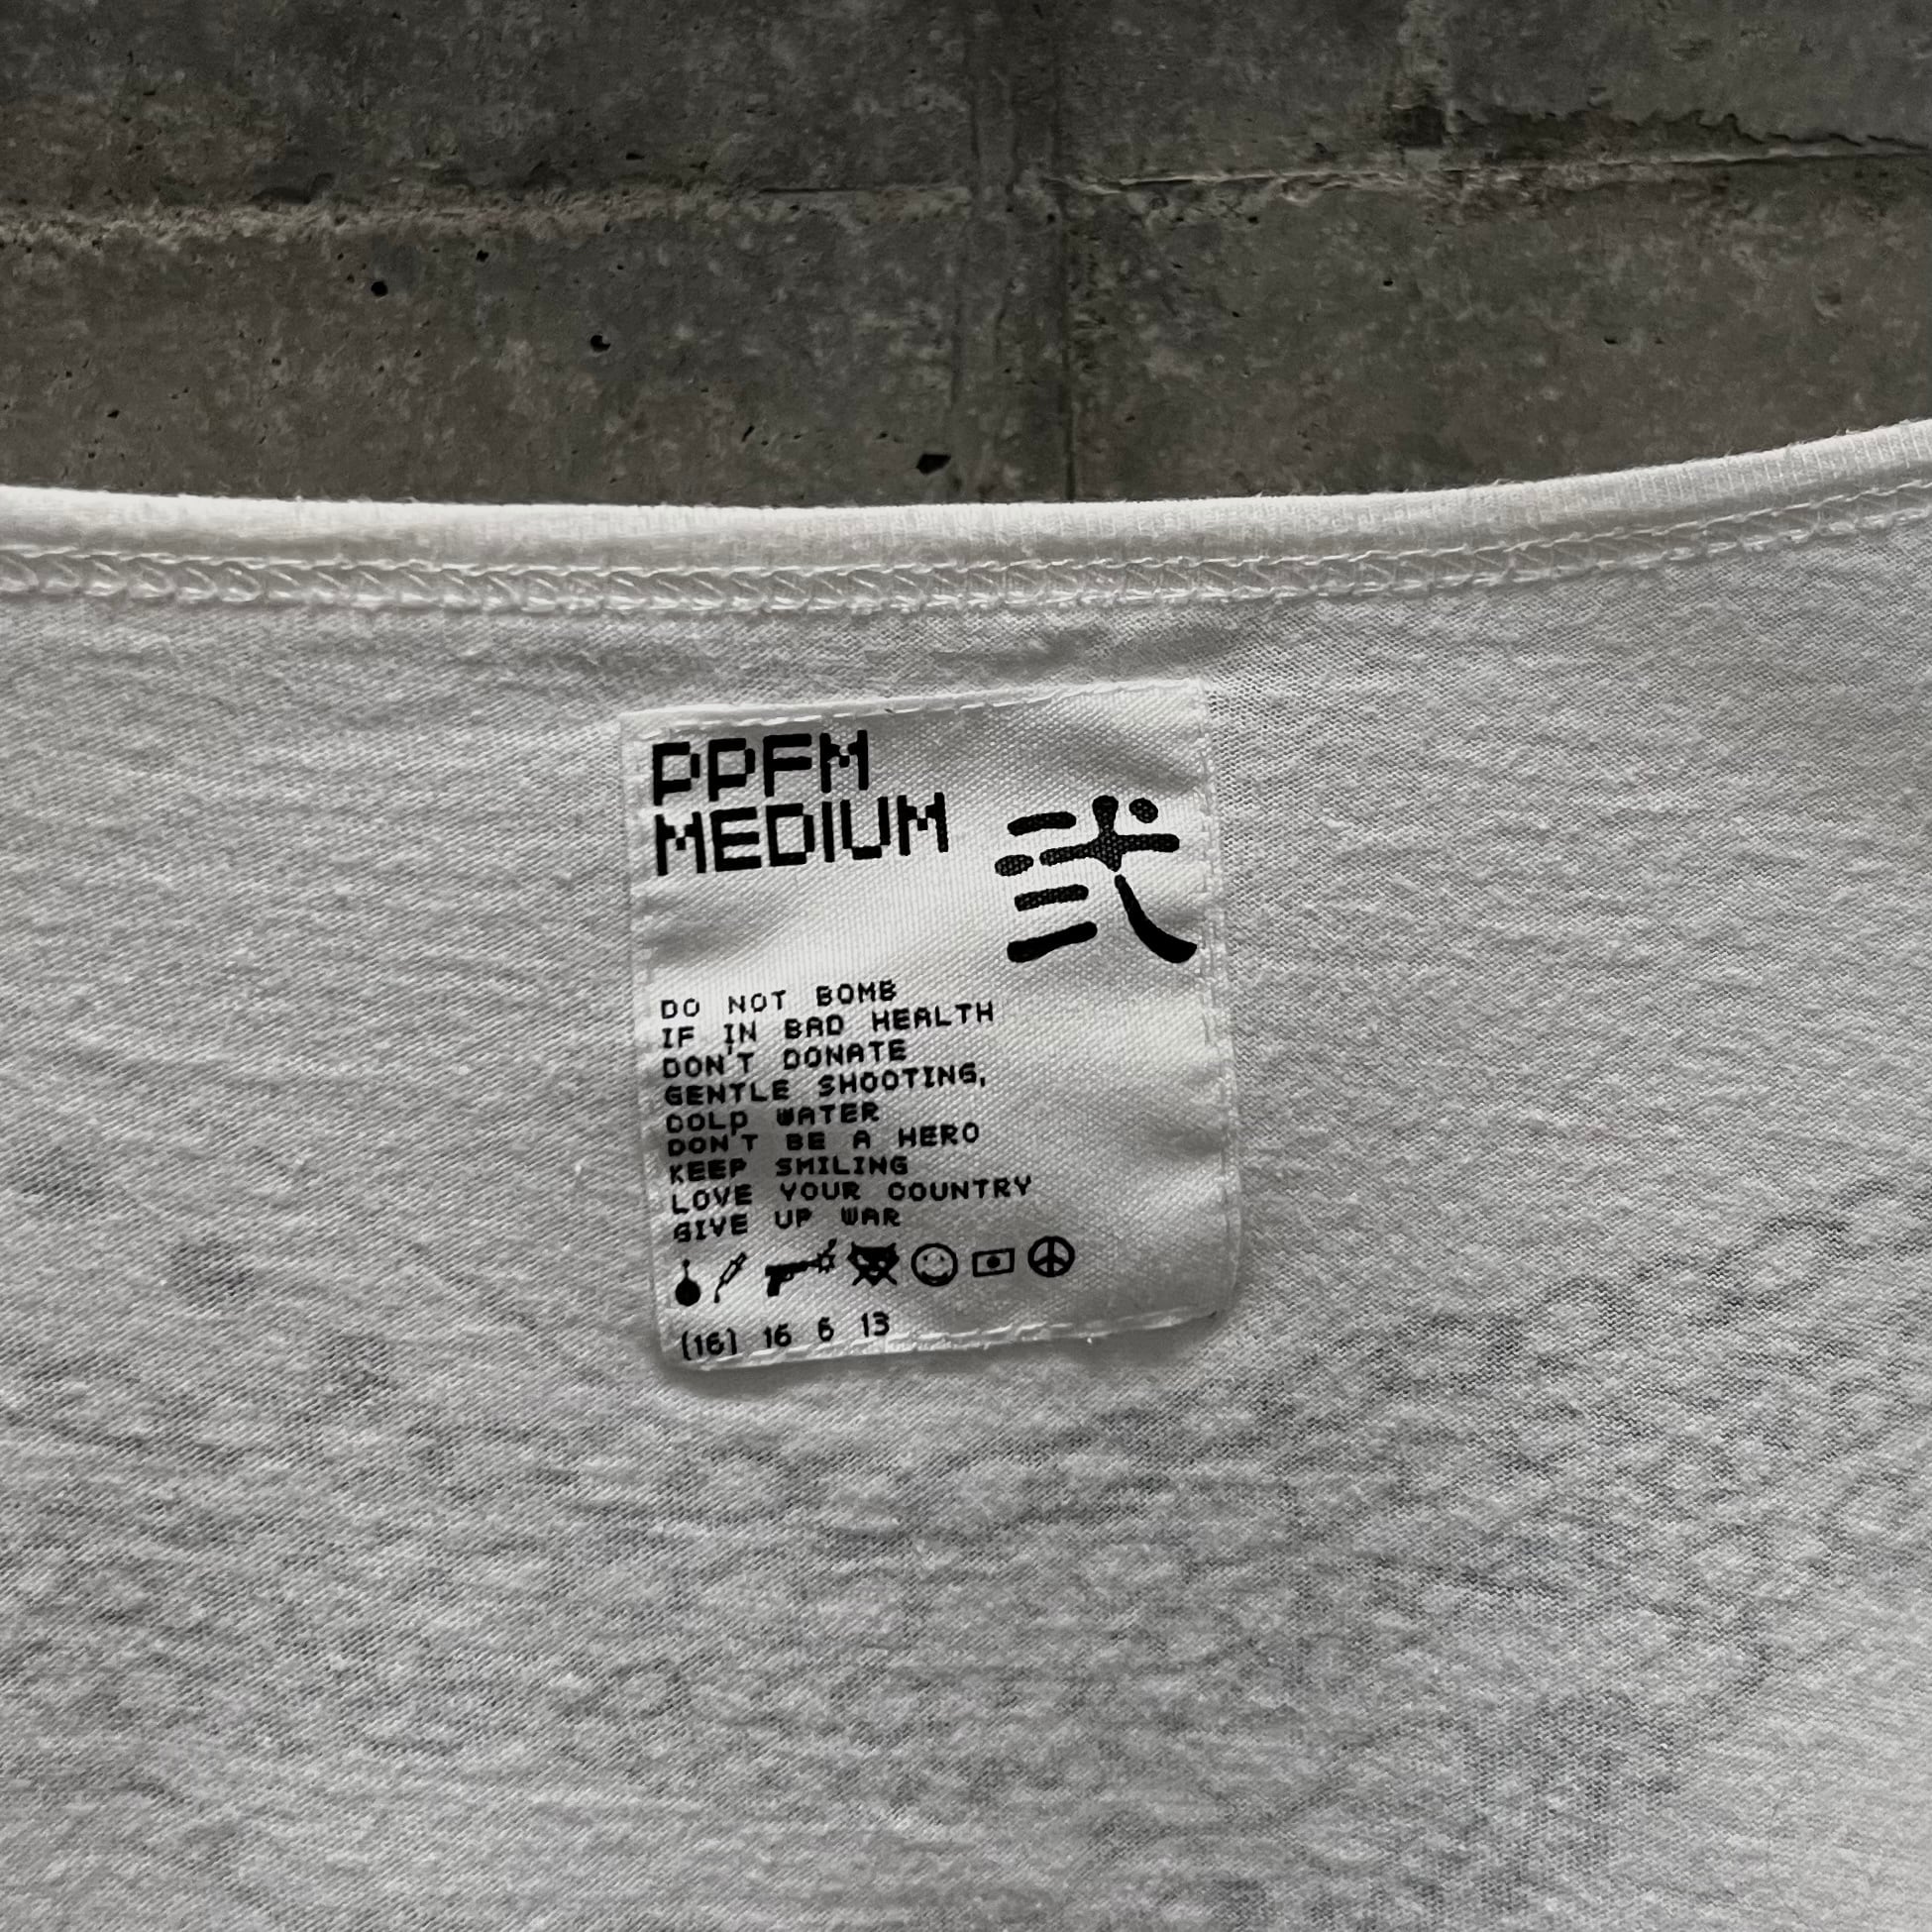 PPFM
MEDIUM
弐
DO NOT BOMB
IF IN BAD HEALTH
DON'T DONATE
GENTLE SHOOTING,
COLD WATER
DON'T BE A HERO
KEEP SMILING
LOVE YOUR COUNTRY
GIVE UP WAR
(16) 16 6 13